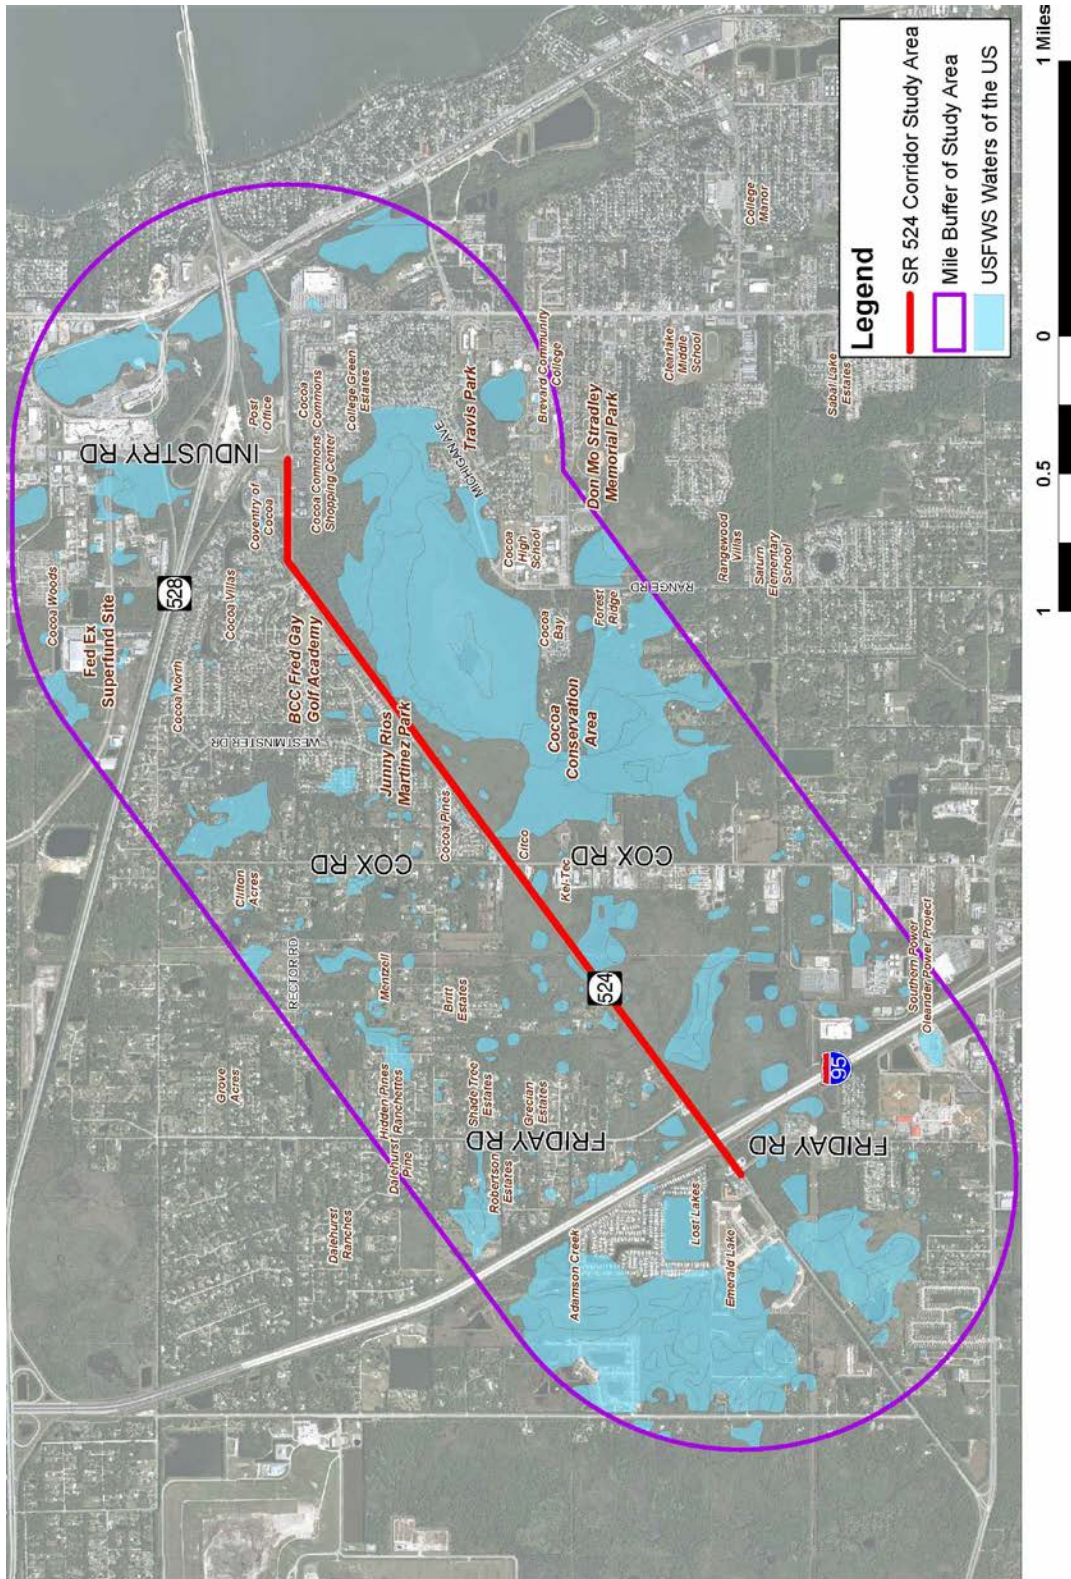 Fed Ex
Superfund Site
Cocoa Woods
528
Cocoa North
Cocoa Villas
WESTMINSTER DR
INDUSTRY RD
Post
Office
Coventry of
Cocoa
Cocoa
Commons
Cocoa Commons
Shopping Center
College Green
Estates
BCC Fred Gay
Golf Academy
Junny Rios
Martinez Park
Clifton
Acres
COX RD
RECTOR RD
Cocoa Pines
Mentzell
Britt
Estates
Grove
Acres
Hidden Pines
Ranchettes
Dalehurst
Pine
Dalehurst
Ranches
Shade Tree
Estates
Grecian
Estates
FRIDAY RD
Robertson
Estates
Adamson Creek
Lost Lakes
Emerald Lake
FRIDAY RD
95
524
Citco
Kel-Tec
COX RD
Southern Power
Oleander Power Project
Cocoa
Conservation
Area
Cocoa
Bay
Forest
Ridge
RANGE RD
Cocoa
High
School
MICHIGAN AVE
Travis Park
Brevard Community
College
Don Mo Stradley
Memorial Park
Rangewood
Villas
Saturn
Elementary
School
Clearlake
Middle
School
Sabal Lake
Estates
College
Manor
Legend
SR 524 Corridor Study Area
Mile Buffer of Study Area
USFWS Waters of the US
1
0.5
0
1 Miles